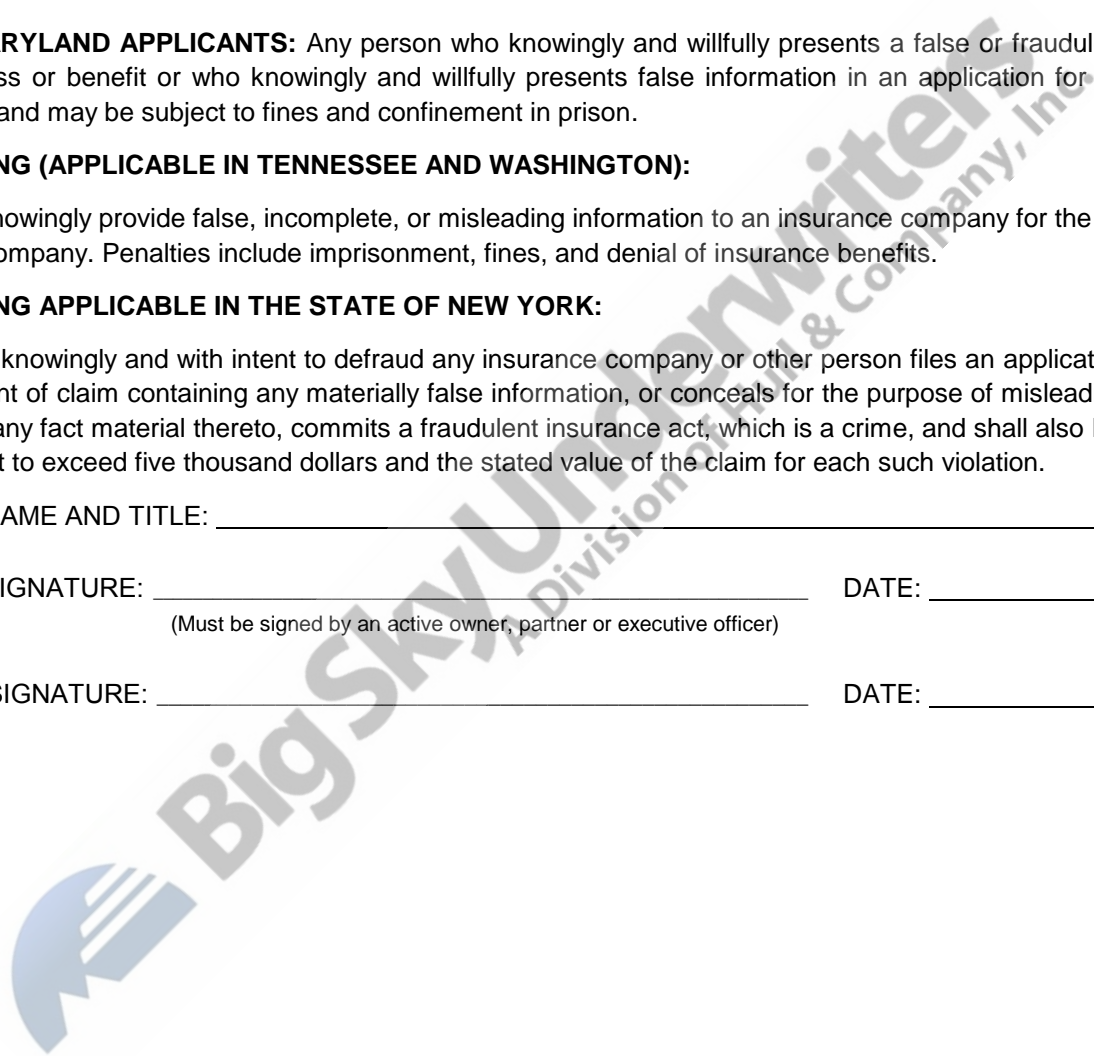 ARYLAND APPLICANTS: Any person who knowingly and willfully presents a false or fraudul
ss or benefit or who knowingly and willfully presents false information in an application for
and may be subject to fines and confinement in prison.
NG (APPLICABLE IN TENNESSEE AND WASHINGTON):
nowingly provide false, incomplete, or misleading information to an insurance company for the
ompany. Penalties include imprisonment, fines, and denial of insurance benefits.
NG APPLICABLE IN THE STATE OF NEW YORK:
knowingly and with intent to defraud any insurance company or other person files an applicat
nt of claim containing any materially false information, or conceals for the purpose of mislead
any fact material thereto, commits a fraudulent insurance act, which is a crime, and shall also
t to exceed five thousand dollars and the stated value of the claim for each such violation.
AME AND TITLE:
IGNATURE: DATE:
(Must be signed by an active owner, partner or executive officer)
SIGNATURE: DATE:
Big Sky Underwriters
A Division of Hull & Company, Inc.